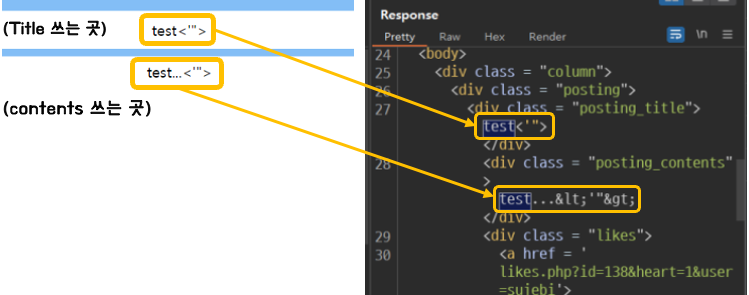 (Title 쓰는 곳)
test<'">
test...<'">
(contents 쓰는 곳)
Response
Pretty Raw Hex Render \n
24 <body>
25 <div class = "column">
26 <div class = "posting">
27 <div class = "posting_title">
test<'">
</div>
28 <div class = "posting_contents"
>
test...&lt;'"&gt;
</div>
29 <div class = "likes">
30 <a href = '
likes.php?id=138&heart=1&user
=sujebi'>